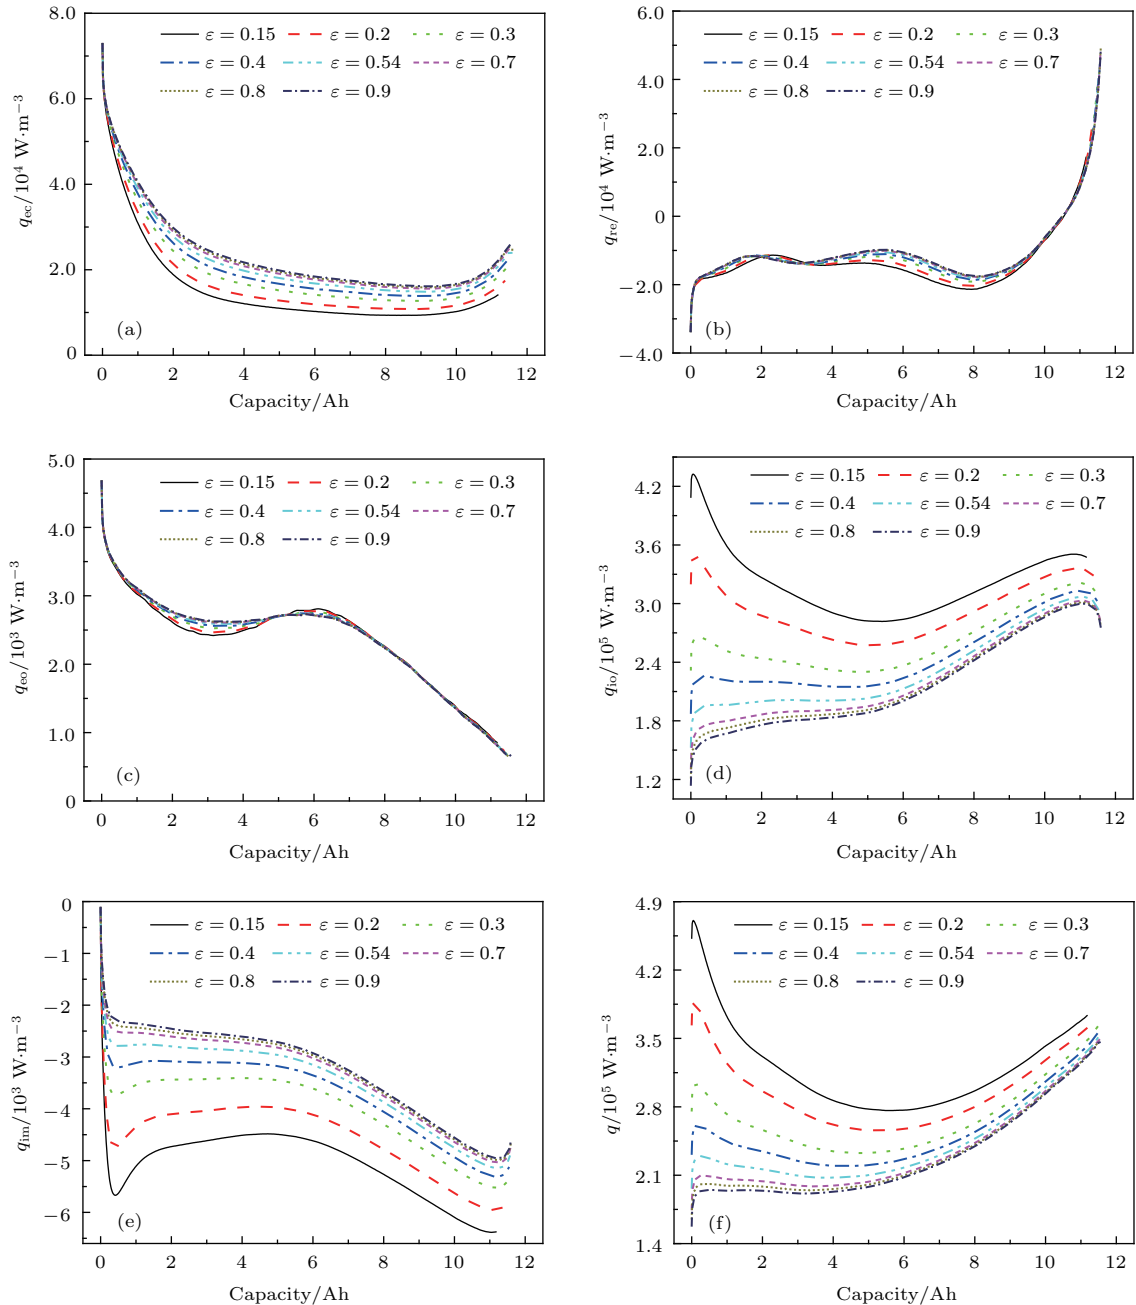 8.0
ε = 0.15 ε = 0.2 ε = 0.3
ε = 0.4 ε = 0.54 ε = 0.7
ε = 0.8 ε = 0.9
6.0
4.0
2.0
0
q_ec/10^4 W·m^−3
(a)
0 2 4 6 8 10 12
Capacity/Ah
6.0
ε = 0.15 ε = 0.2 ε = 0.3
ε = 0.4 ε = 0.54 ε = 0.7
ε = 0.8 ε = 0.9
4.0
2.0
0
−2.0
−4.0
q_re/10^4 W·m^−3
(b)
0 2 4 6 8 10 12
Capacity/Ah
5.0
ε = 0.15 ε = 0.2 ε = 0.3
ε = 0.4 ε = 0.54 ε = 0.7
ε = 0.8 ε = 0.9
4.0
3.0
2.0
1.0
0
q_eo/10^3 W·m^−3
(c)
0 2 4 6 8 10 12
Capacity/Ah
4.2
ε = 0.15 ε = 0.2 ε = 0.3
ε = 0.4 ε = 0.54 ε = 0.7
ε = 0.8 ε = 0.9
3.6
3.0
2.4
1.8
1.2
q_io/10^5 W·m^−3
(d)
0 2 4 6 8 10 12
Capacity/Ah
0
ε = 0.15 ε = 0.2 ε = 0.3
ε = 0.4 ε = 0.54 ε = 0.7
ε = 0.8 ε = 0.9
−1
−2
−3
−4
−5
−6
q_im/10^3 W·m^−3
(e)
0 2 4 6 8 10 12
Capacity/Ah
4.9
ε = 0.15 ε = 0.2 ε = 0.3
ε = 0.4 ε = 0.54 ε = 0.7
ε = 0.8 ε = 0.9
4.2
3.5
2.8
2.1
1.4
q/10^5 W·m^−3
(f)
0 2 4 6 8 10 12
Capacity/Ah